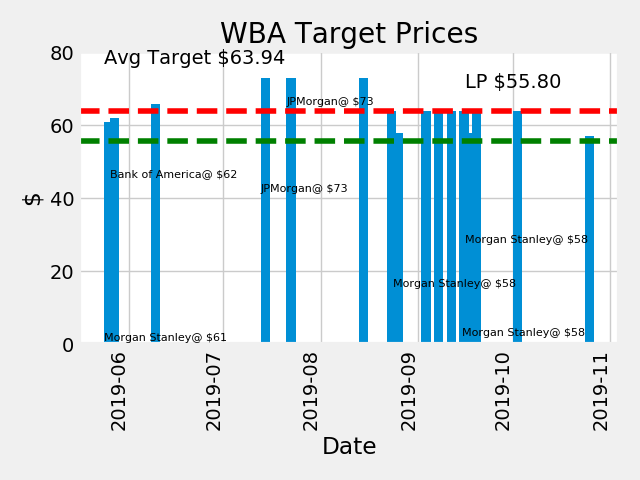 WBA Target Prices
Avg Target $63.94
LP $55.80
JPMorgan@ $73
Bank of America@ $62
JPMorgan@ $73
Morgan Stanley@ $58
Morgan Stanley@ $58
Morgan Stanley@ $61
Morgan Stanley@ $58
80
60
40
20
0
$
2019-06
2019-07
2019-08
2019-09
2019-10
2019-11
Date